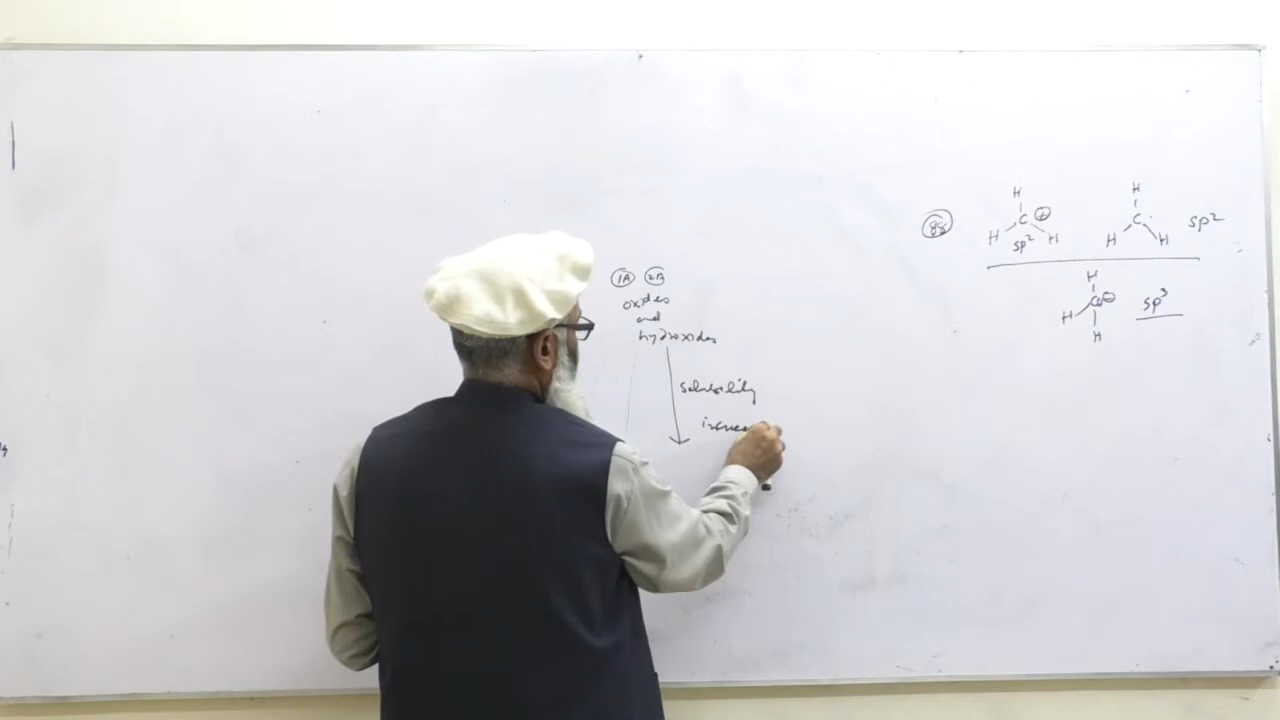 1A 2A
oxides
and
hydroxides
solubility
increa
88
H H
C + C .
H sp2 H H H sp2
H
C ⊖ sp3
H
H